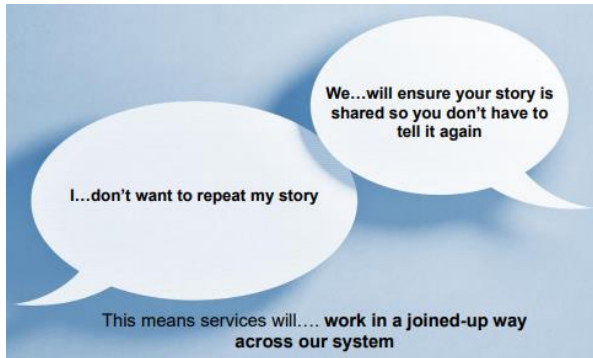 We…will ensure your story is
shared so you don’t have to
tell it again
I…don’t want to repeat my story
This means services will…. work in a joined-up way
across our system